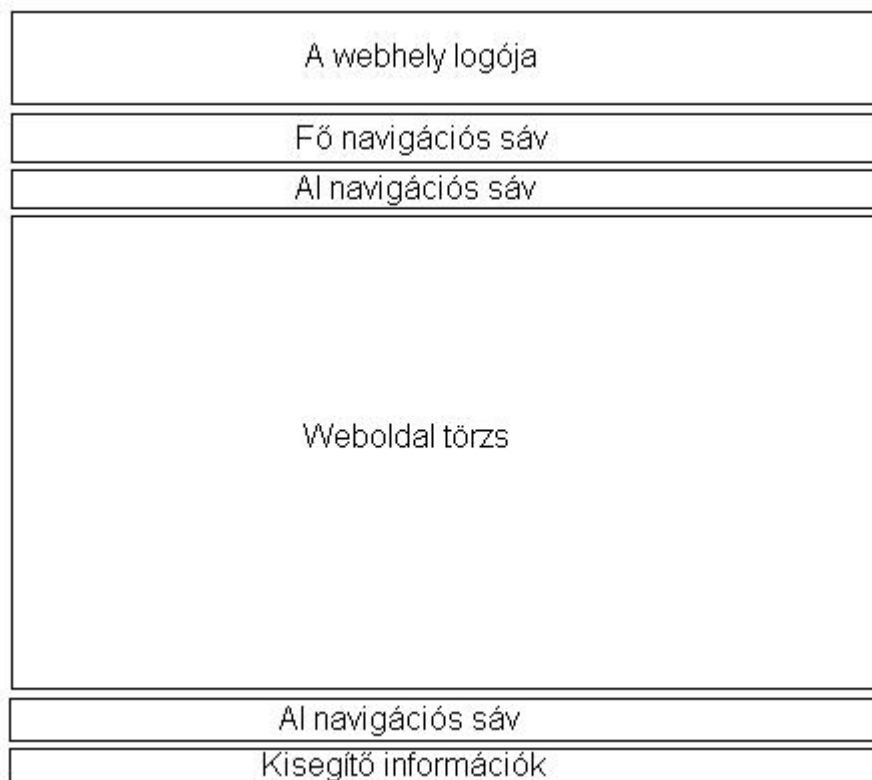 A webhely logója
Fő navigációs sáv
Al navigációs sáv
Weboldal törzs
Al navigációs sáv
Kisegítő információk